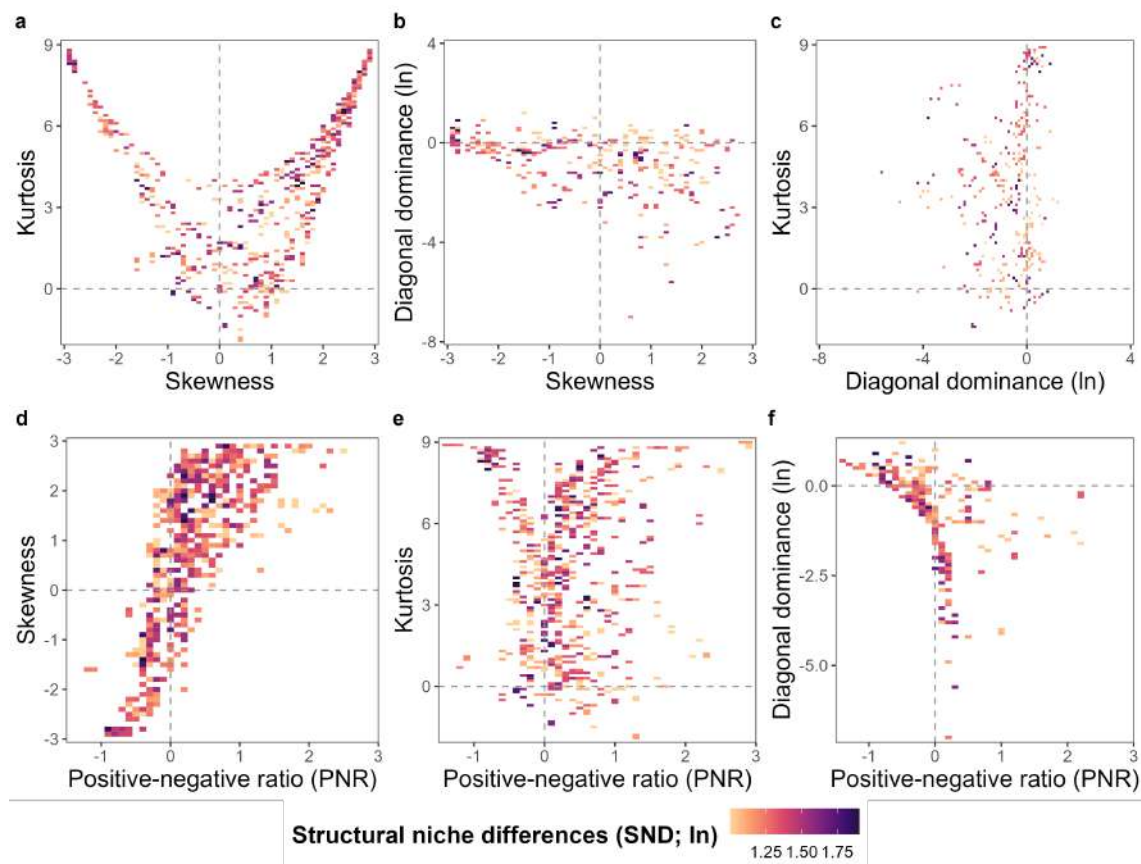 a
b
c
9
6
3
0
Kurtosis
-3 -2 -1 0 1 2 3
Skewness
4
0
-4
-8
Diagonal dominance (ln)
-3 -2 -1 0 1 2 3
Skewness
9
6
3
0
Kurtosis
-8 -4 0 4
Diagonal dominance (ln)
d
e
f
3
2
1
0
-1
-2
-3
Skewness
-1 0 1 2 3
Positive-negative ratio (PNR)
9
6
3
0
Kurtosis
-1 0 1 2 3
Positive-negative ratio (PNR)
0.0
-2.5
-5.0
Diagonal dominance (ln)
-1 0 1 2 3
Positive-negative ratio (PNR)
Structural niche differences (SND; ln)
1.25 1.50 1.75